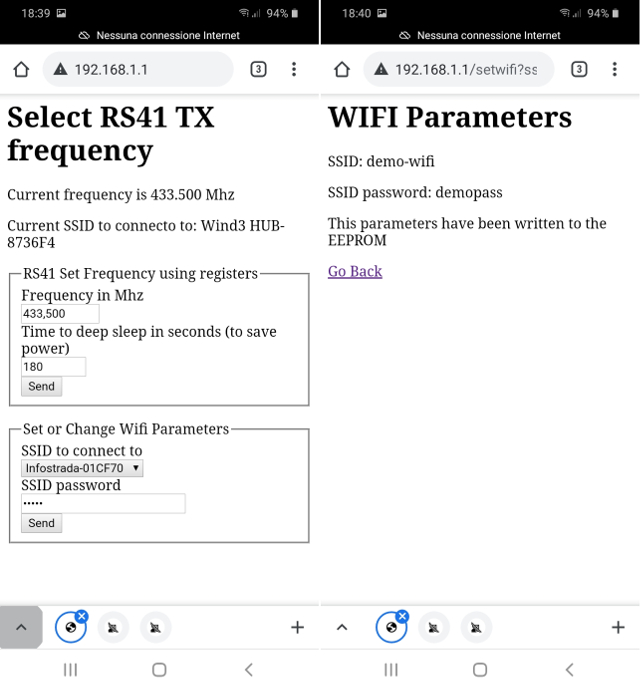 18:39 94%
Nessuna connessione Internet
192.168.1.1 3
Select RS41 TX
frequency
Current frequency is 433.500 Mhz
Current SSID to connecto to: Wind3 HUB-
8736F4
RS41 Set Frequency using registers
Frequency in Mhz
433,500
Time to deep sleep in seconds (to save
power)
180
Send
Set or Change Wifi Parameters
SSID to connect to
Infostrada-01CF70
SSID password
•••••
Send
18:40 94%
Nessuna connessione Internet
192.168.1.1/setwifi?ss 3
WIFI Parameters
SSID: demo-wifi
SSID password: demopass
This parameters have been written to the
EEPROM
Go Back